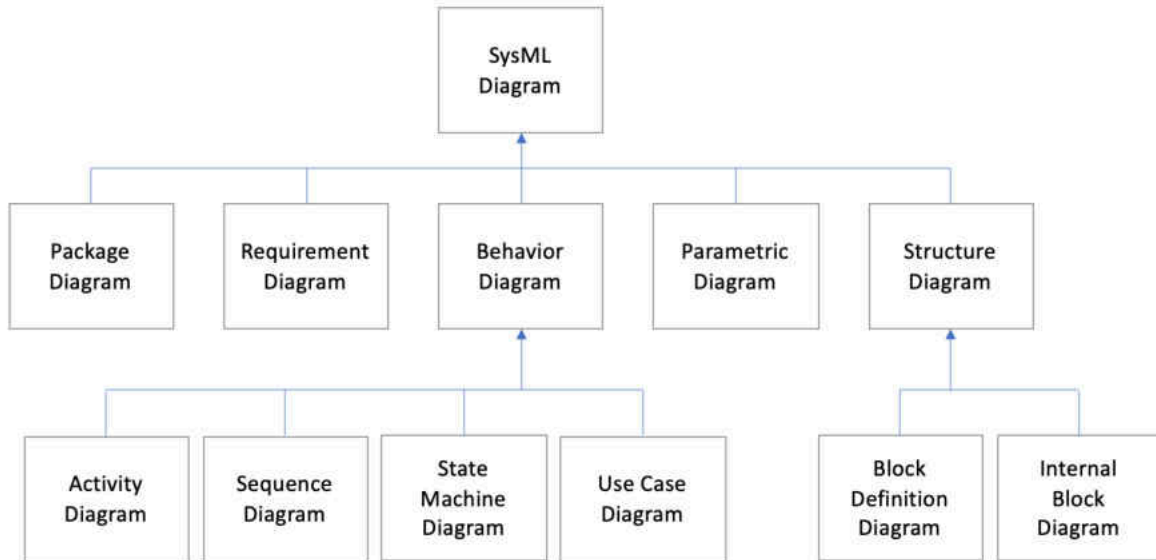 SysML
Diagram
Package
Diagram
Requirement
Diagram
Behavior
Diagram
Parametric
Diagram
Structure
Diagram
Activity
Diagram
Sequence
Diagram
State
Machine
Diagram
Use Case
Diagram
Block
Definition
Diagram
Internal
Block
Diagram